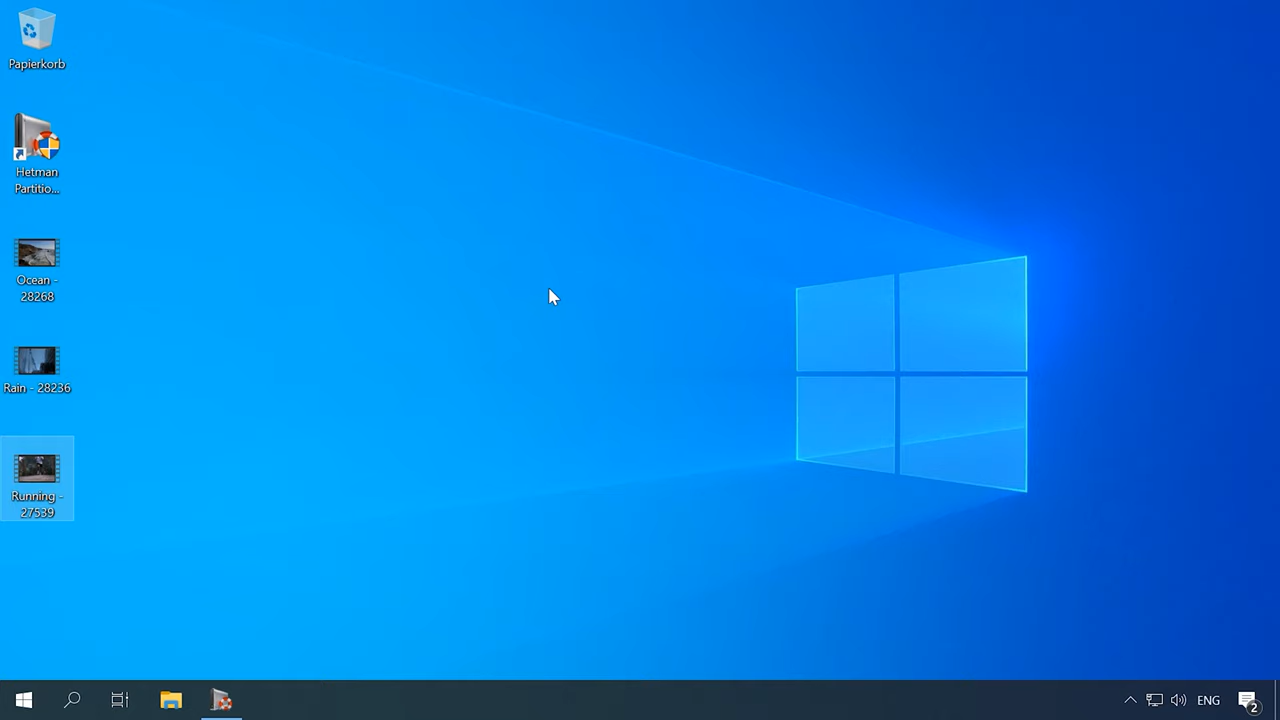 Papierkorb
Hetman
Partitio...
Ocean -
28268
Rain - 28236
Running -
27539
ENG
2